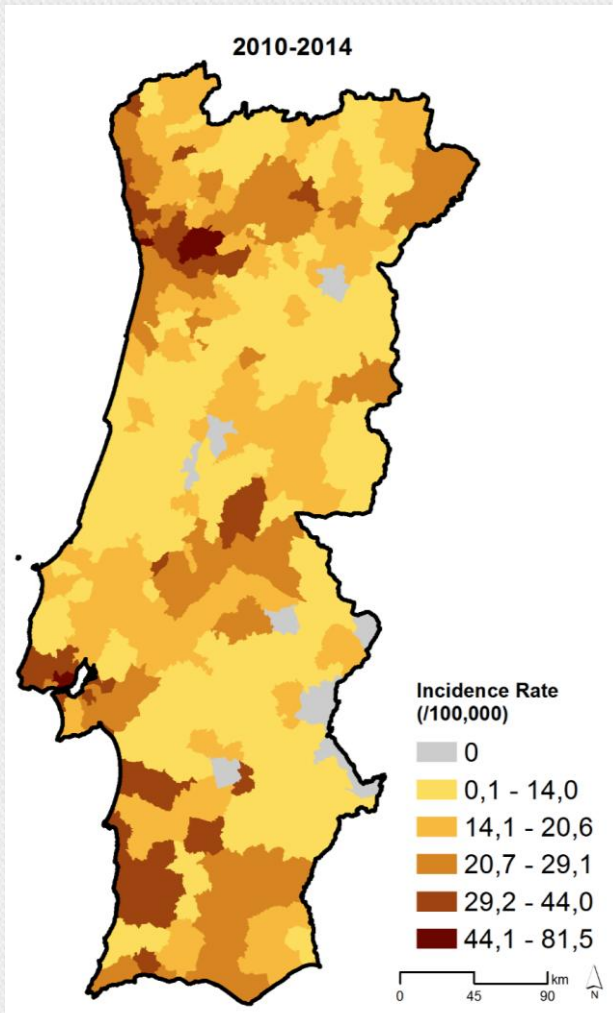 2010-2014
Incidence Rate
(/100,000)
0
0,1 - 14,0
14,1 - 20,6
20,7 - 29,1
29,2 - 44,0
44,1 - 81,5
km
0 45 90
N